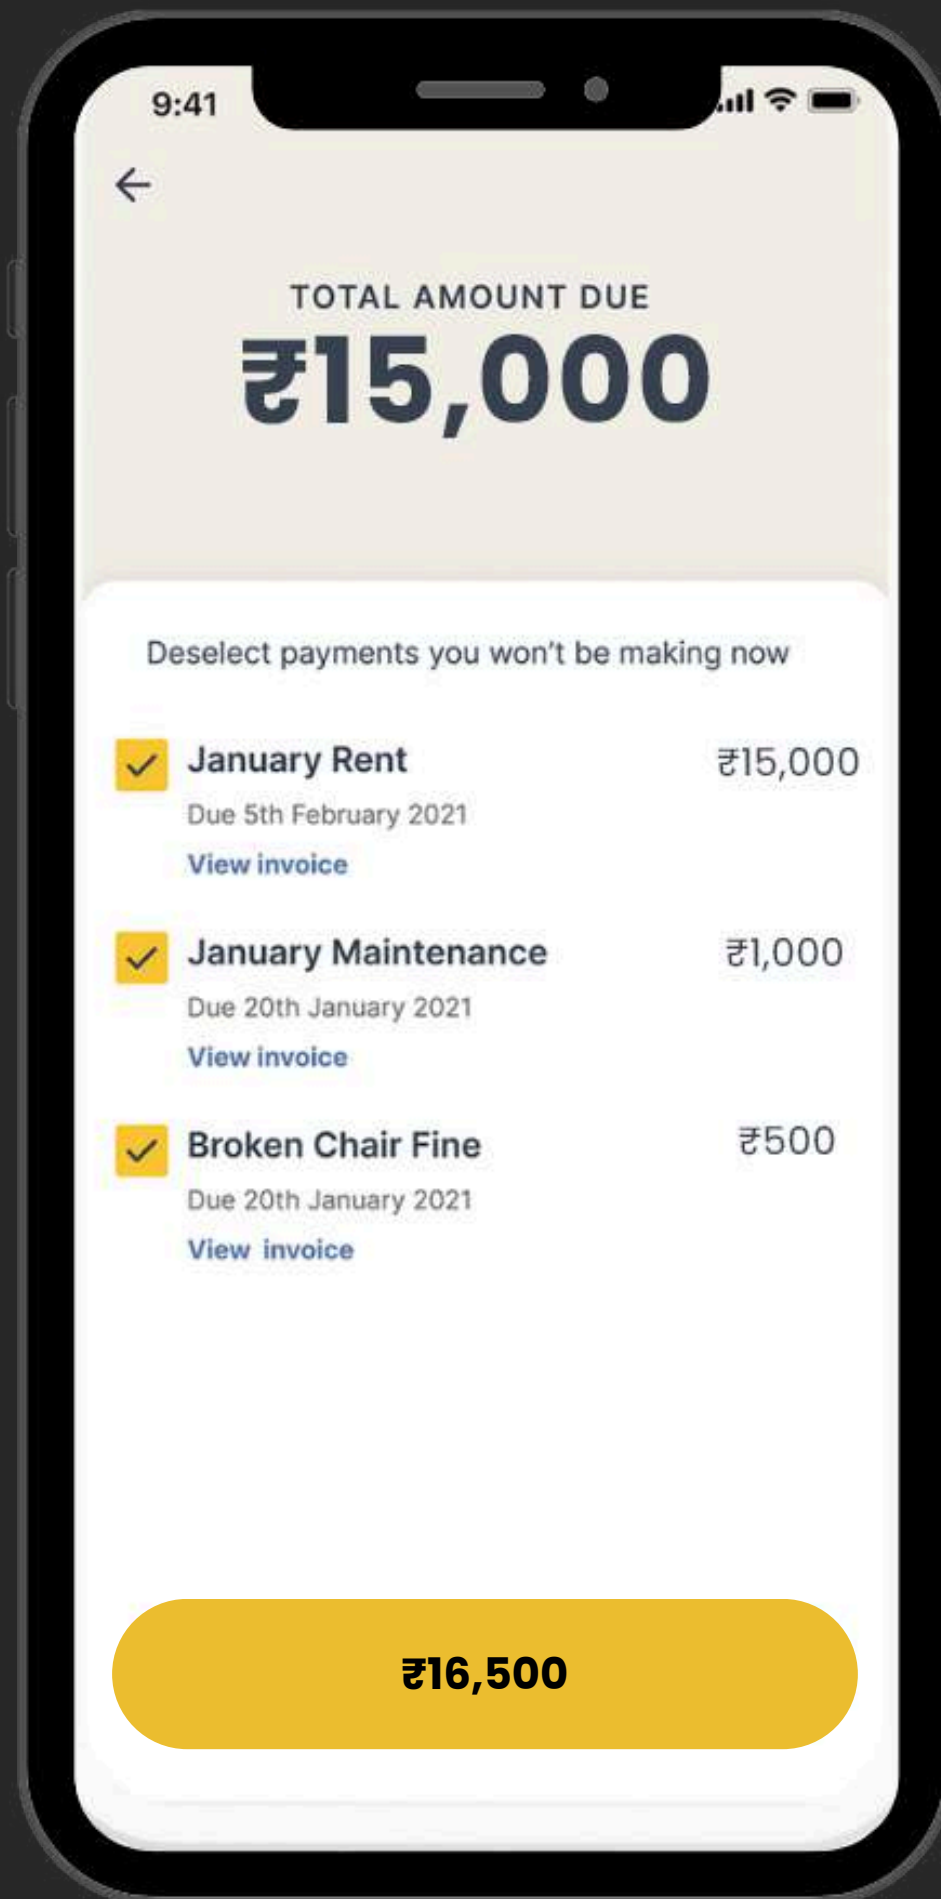 9:41
TOTAL AMOUNT DUE
₹15,000
Deselect payments you won't be making now
January Rent ₹15,000
Due 5th February 2021
View invoice
January Maintenance ₹1,000
Due 20th January 2021
View invoice
Broken Chair Fine ₹500
Due 20th January 2021
View invoice
₹16,500